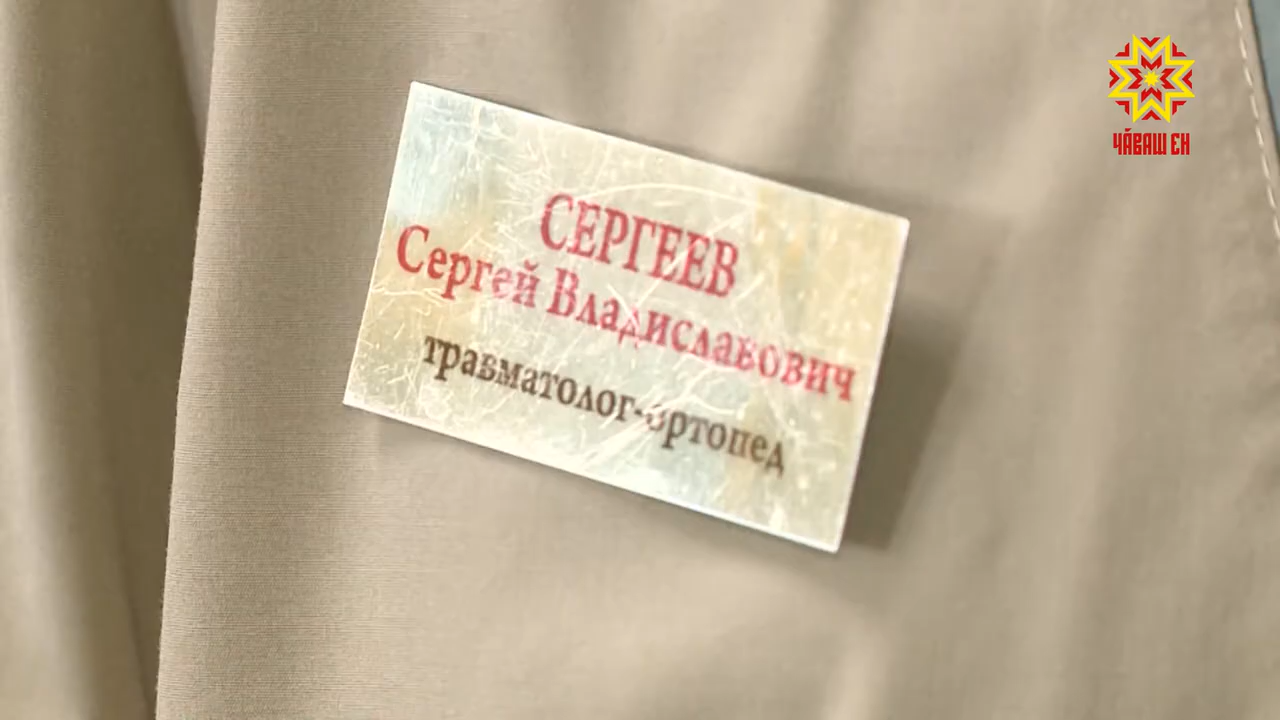 СЕРГЕЕВ
Сергей Владиславович
травматолог-ортопед
ЧĂВАШ ЕН